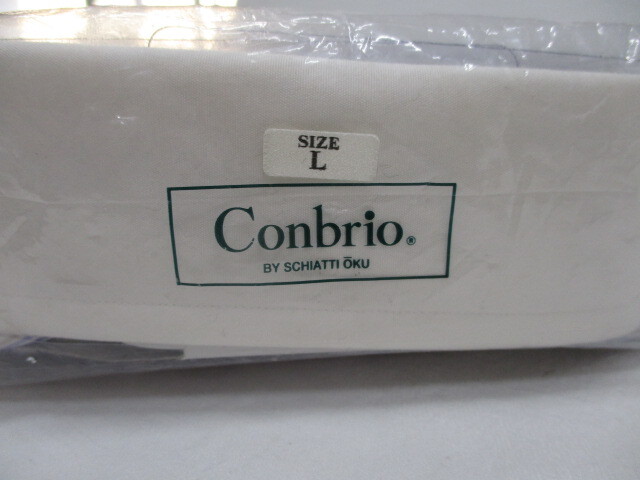 SIZE
L
Conbrio®
BY SCHIATTI ŌKU